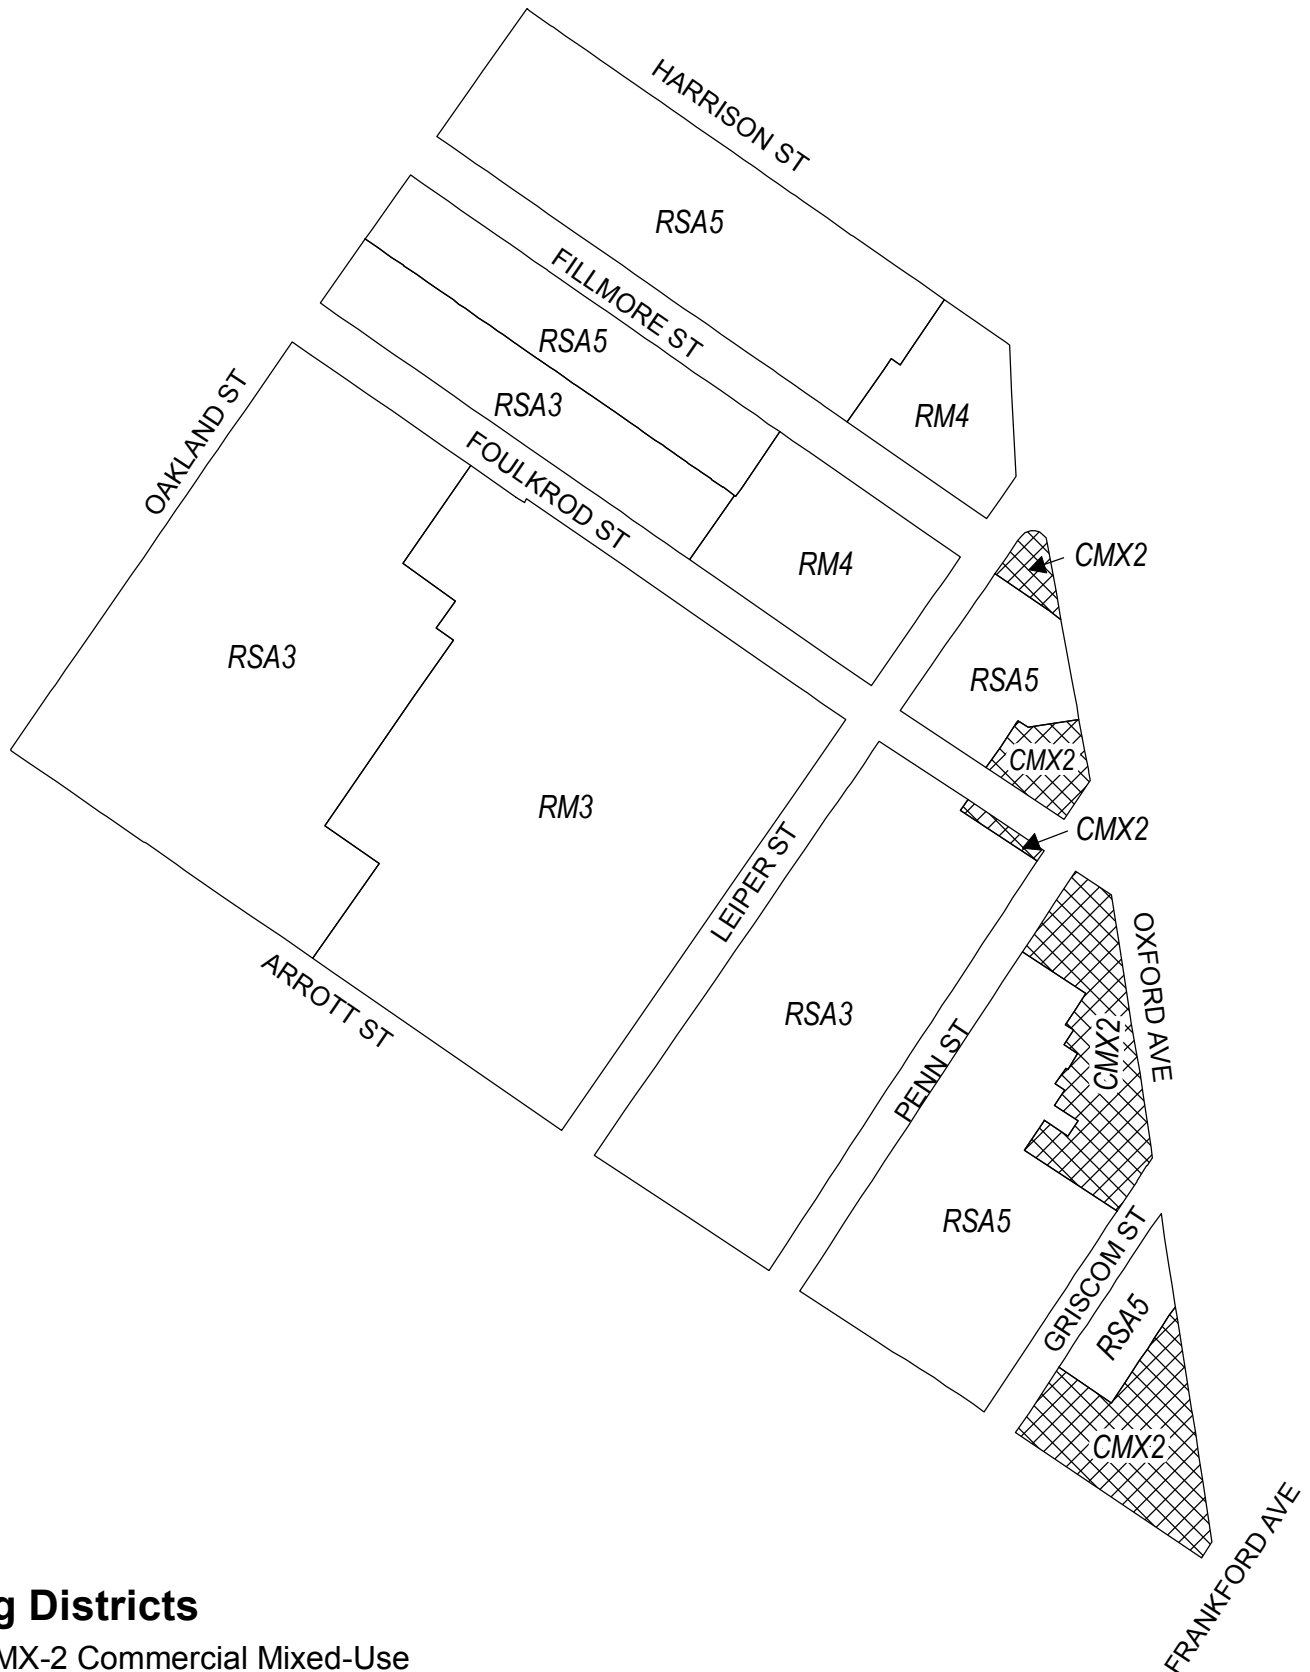 HARRISON ST
RSA5
FILLMORE ST
RSA5
OAKLAND ST
RSA3
RM4
FOULKROD ST
RM4
CMX2
RSA3
RSA5
CMX2
RM3
CMX2
LEIPER ST
OXFORD AVE
ARROTT ST
RSA3
CMX2
PENN ST
RSA5
GRISCOM ST
RSA5
CMX2
FRANKFORD AVE
g Districts
MX-2 Commercial Mixed-Use